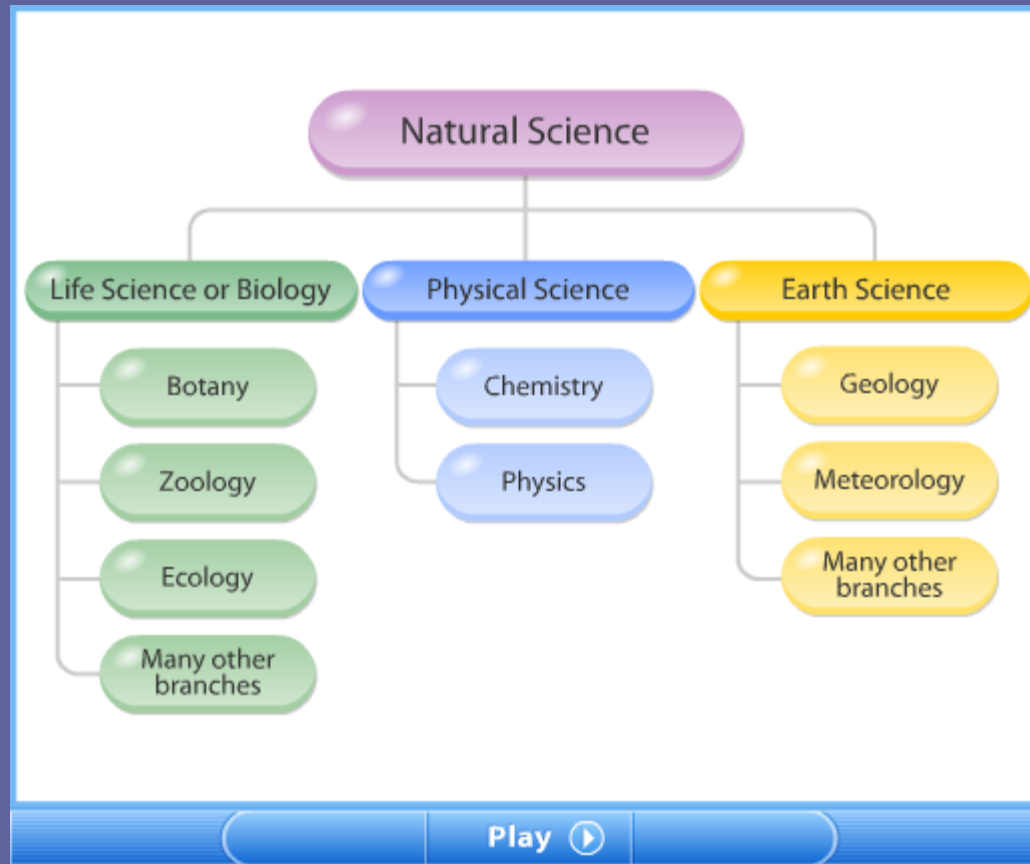 Natural Science
Life Science or Biology
Botany
Zoology
Ecology
Many other
branches
Physical Science
Chemistry
Physics
Earth Science
Geology
Meteorology
Many other
branches
Play